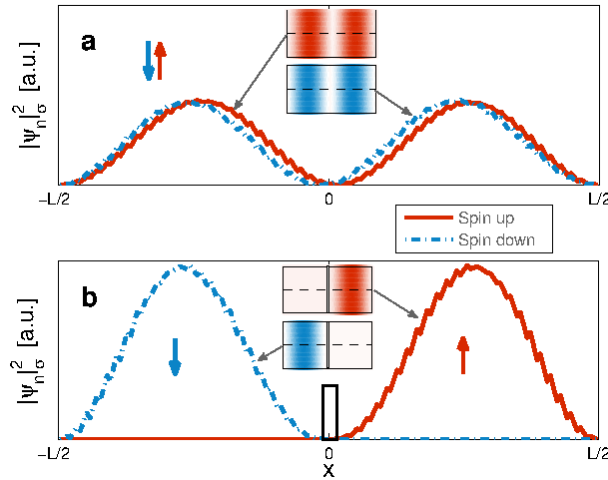 a
|ψₙ|²σ [a.u.]
-L/2 0 L/2
Spin up
Spin down
b
|ψₙ|²σ [a.u.]
-L/2 0 L/2
x